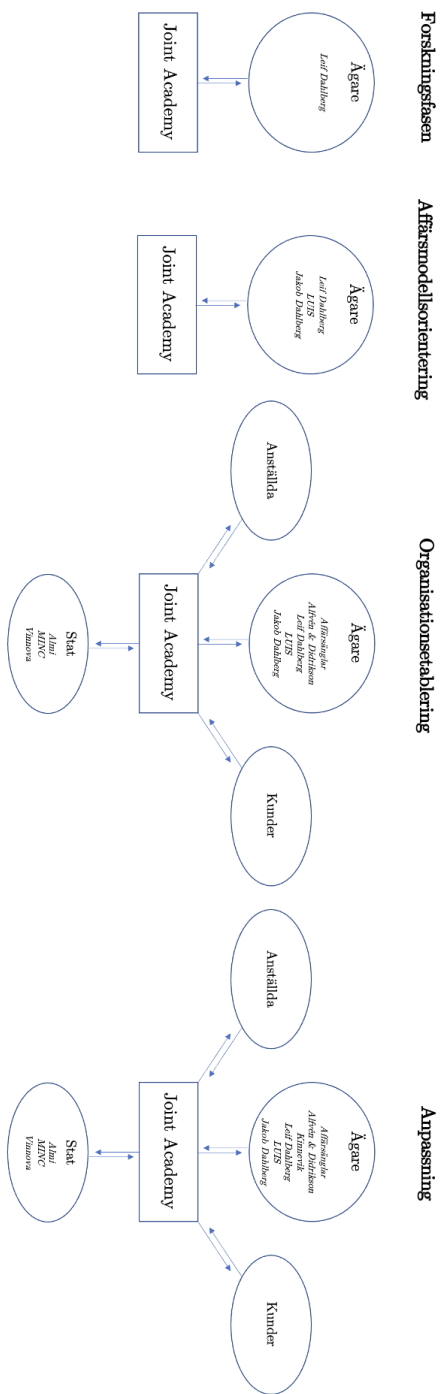 Forskningsfasen
Ägare
Leif Dahlberg
Joint Academy
Affärsmodellsorientering
Ägare
Leif Dahlberg
LUIS
Jakob Dahlberg
Joint Academy
Organisationsetablering
Anställda
Ägare
Affärsänglar
Alfvén & Didrikson
Leif Dahlberg
LUIS
Jakob Dahlberg
Kunder
Joint Academy
Stat
Almi
MINC
Vinnova
Anpassning
Anställda
Ägare
Affärsänglar
Alfvén & Didrikson
Kinnevik
Leif Dahlberg
LUIS
Jakob Dahlberg
Kunder
Joint Academy
Stat
Almi
MINC
Vinnova